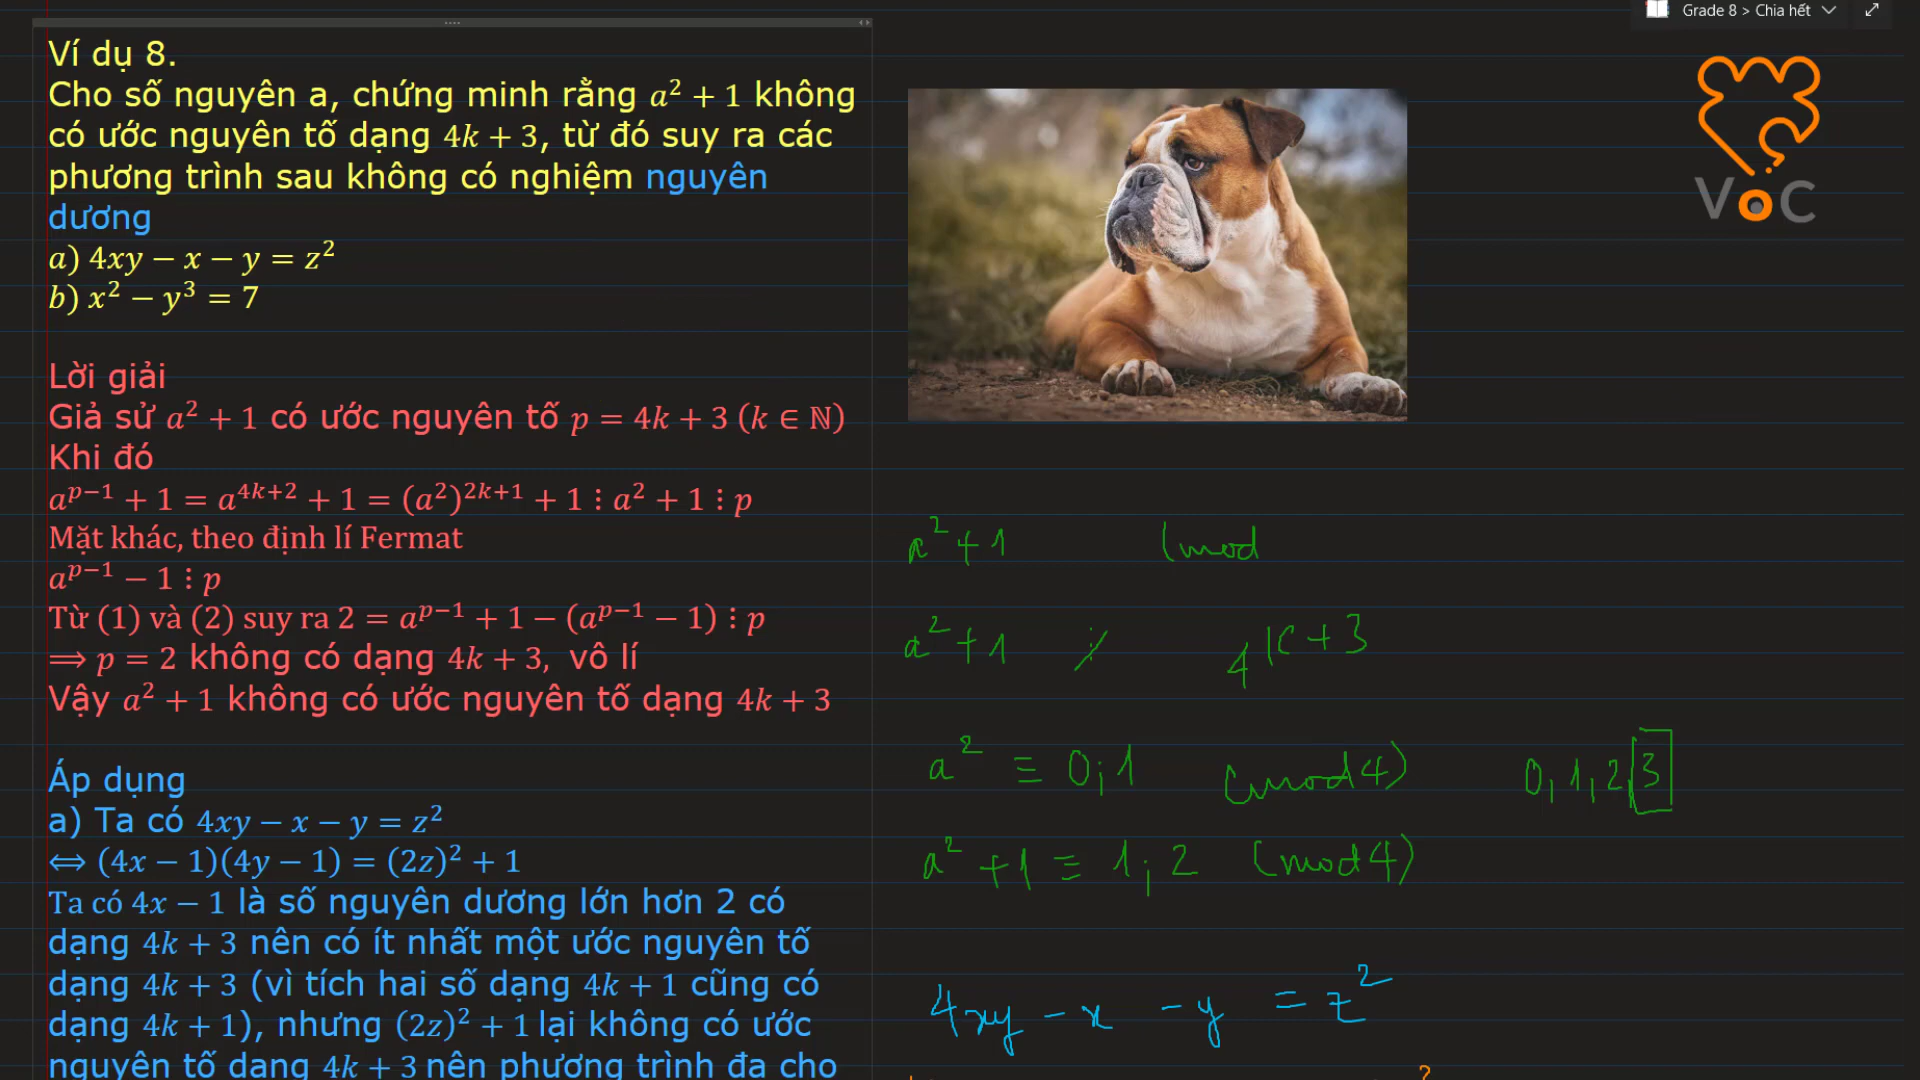 Grade 8 > Chia hết
Ví dụ 8.
Cho số nguyên a, chứng minh rằng a² + 1 không
có ước nguyên tố dạng 4k + 3, từ đó suy ra các
phương trình sau không có nghiệm nguyên
dương
a) 4xy − x − y = z²
b) x² − y³ = 7
Lời giải
Giả sử a² + 1 có ước nguyên tố p = 4k + 3 (k ∈ ℕ)
Khi đó
a^{p−1} + 1 = a^{4k+2} + 1 = (a²)^{2k+1} + 1 ⋮ a² + 1 ⋮ p
Mặt khác, theo định lí Fermat
a^{p−1} − 1 ⋮ p
Từ (1) và (2) suy ra 2 = a^{p−1} + 1 − (a^{p−1} − 1) ⋮ p
⟹ p = 2 không có dạng 4k + 3, vô lí
Vậy a² + 1 không có ước nguyên tố dạng 4k + 3
Áp dụng
a) Ta có 4xy − x − y = z²
⟺ (4x − 1)(4y − 1) = (2z)² + 1
Ta có 4x − 1 là số nguyên dương lớn hơn 2 có
dạng 4k + 3 nên có ít nhất một ước nguyên tố
dạng 4k + 3 (vì tích hai số dạng 4k + 1 cũng có
dạng 4k + 1), nhưng (2z)² + 1 lại không có ước
nguyên tố dạng 4k + 3 nên phương trình đa cho
VOC
a² + 1 (mod
a² + 1 ⋮̸ 4k + 3
a² ≡ 0; 1 (mod 4) 0, 1, 2, 3
a² + 1 ≡ 1; 2 (mod 4)
4xy − x − y = z²